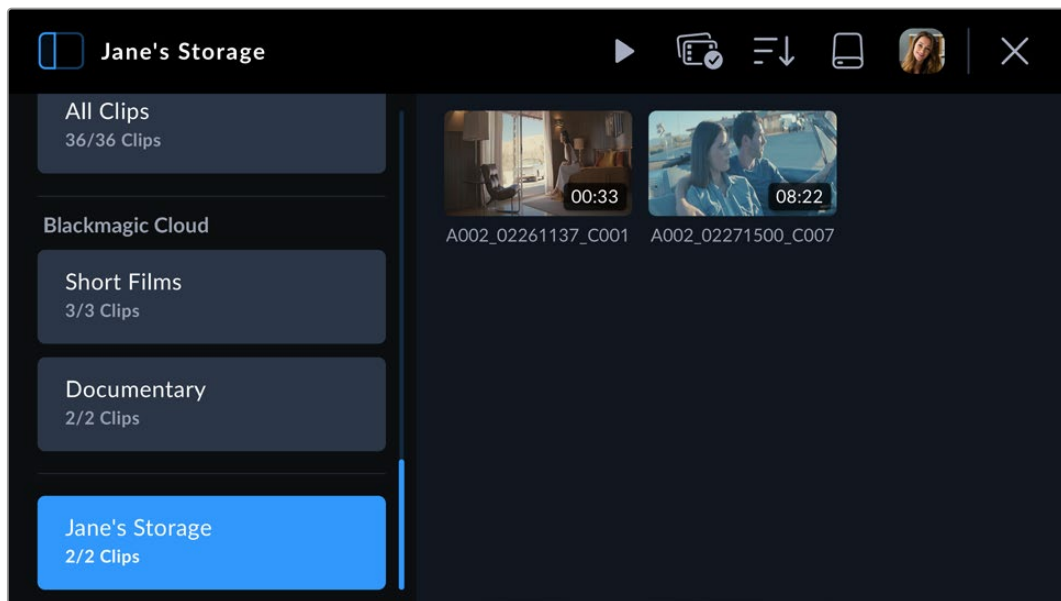 Jane's Storage
All Clips
36/36 Clips
Blackmagic Cloud
Short Films
3/3 Clips
Documentary
2/2 Clips
Jane's Storage
2/2 Clips
00:33
08:22
A002_02261137_C001
A002_02271500_C007